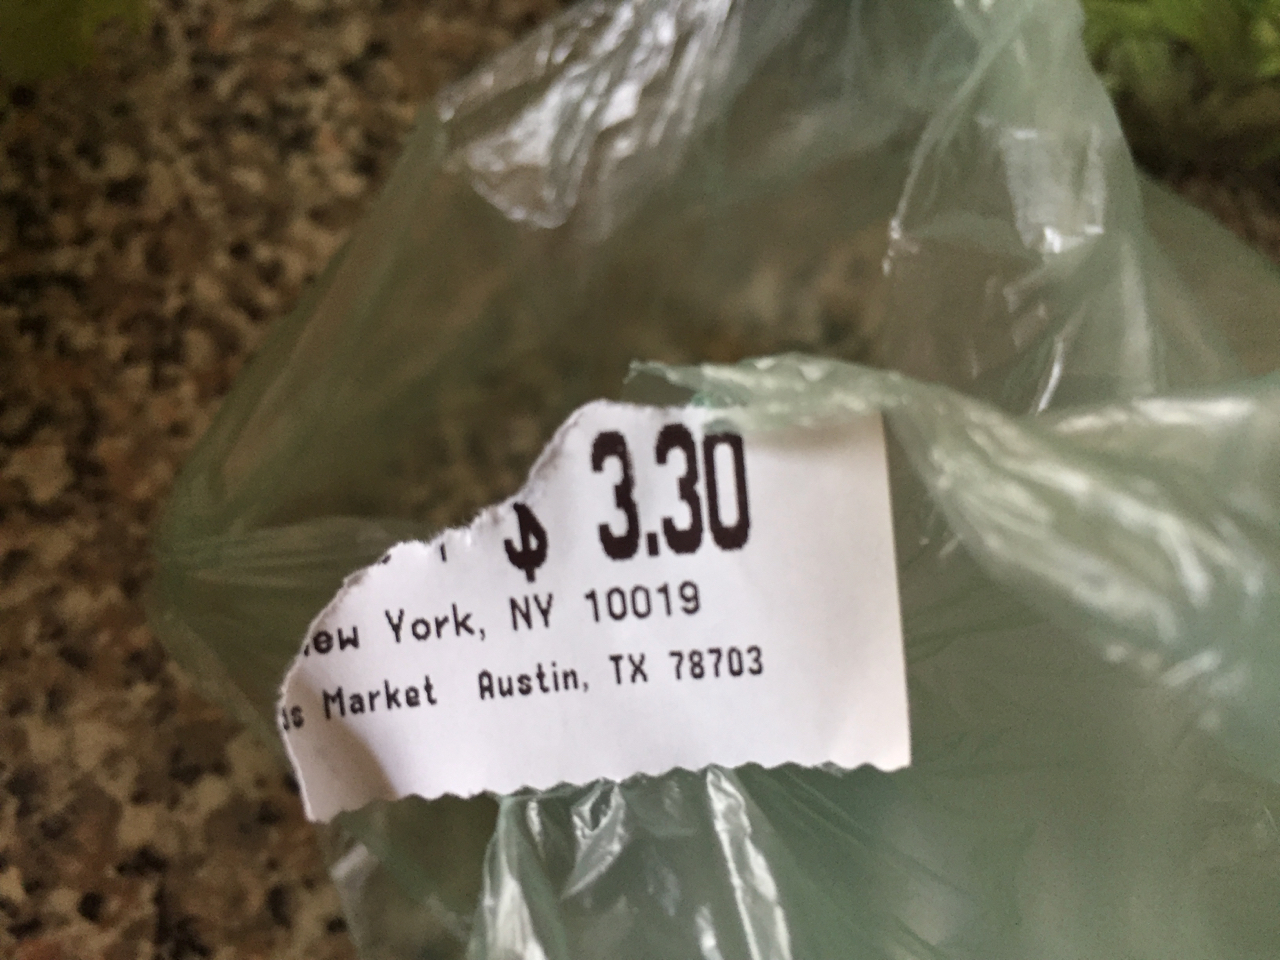 $ 3.30
York, NY 10019
Market Austin, TX 78703